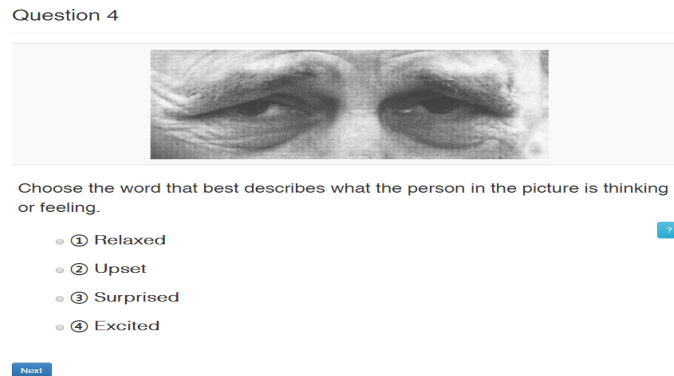 Question 4
Choose the word that best describes what the person in the picture is thinking
or feeling.
① Relaxed
?
② Upset
③ Surprised
④ Excited
Next